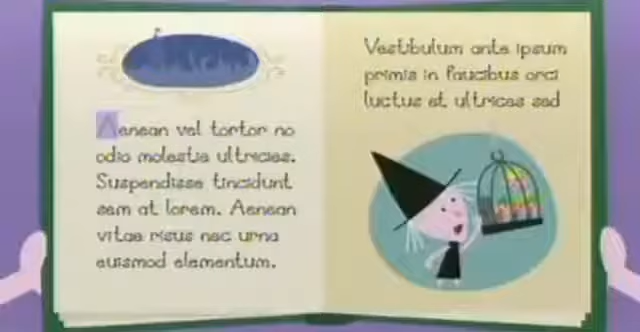 Aenean vel tortor no
odio molestie ultricies.
Suspendisse tincidunt
sem at lorem. Aenean
vitae risus nec urna
euismod elementum.
Vestibulum ante ipsum
primis in faucibus orci
luctus et ultrices sed